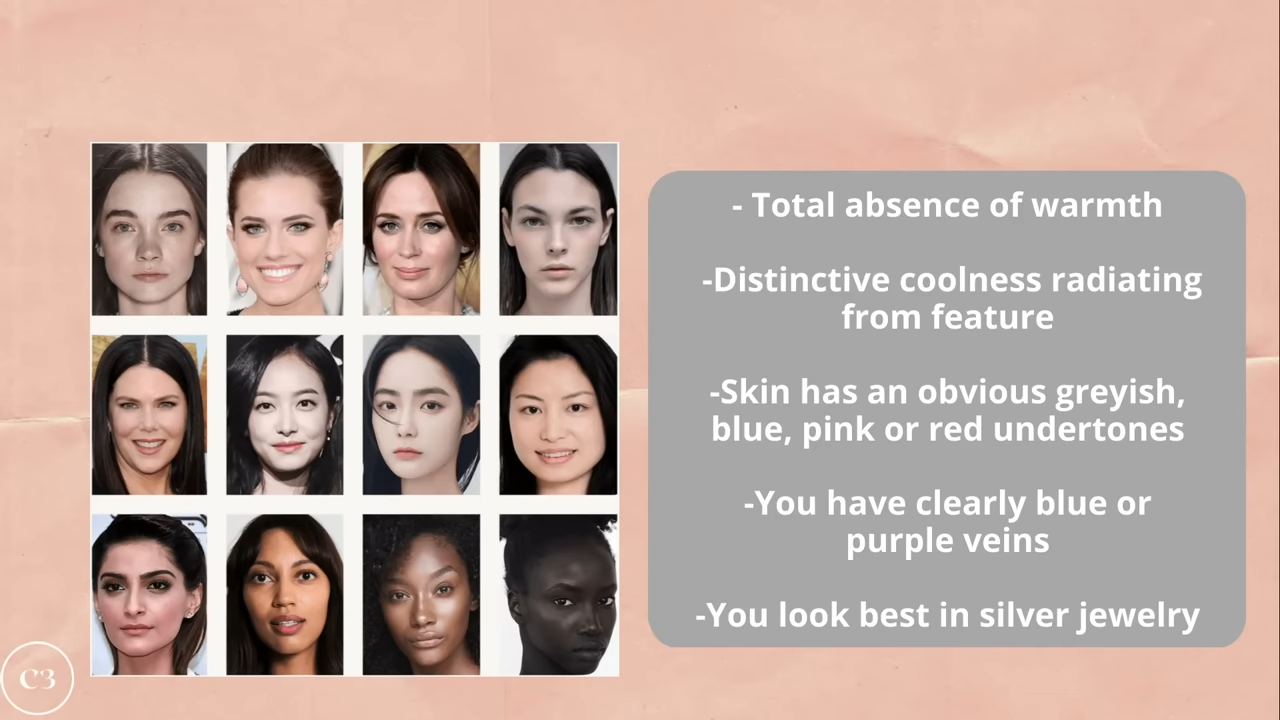 - Total absence of warmth
-Distinctive coolness radiating
from feature
-Skin has an obvious greyish,
blue, pink or red undertones
-You have clearly blue or
purple veins
-You look best in silver jewelry
C3